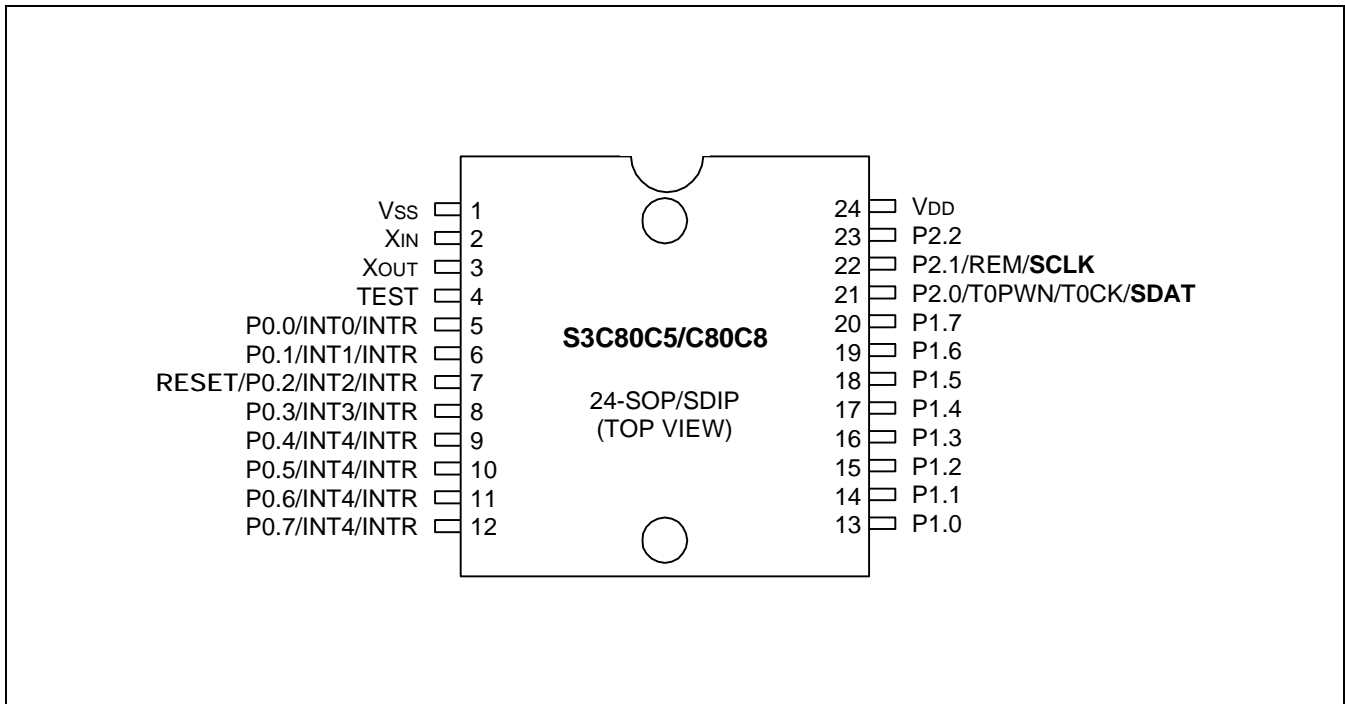 VSS 1
XIN 2
XOUT 3
TEST 4
P0.0/INT0/INTR 5
P0.1/INT1/INTR 6
RESET/P0.2/INT2/INTR 7
P0.3/INT3/INTR 8
P0.4/INT4/INTR 9
P0.5/INT4/INTR 10
P0.6/INT4/INTR 11
P0.7/INT4/INTR 12
S3C80C5/C80C8
24-SOP/SDIP
(TOP VIEW)
24 VDD
23 P2.2
22 P2.1/REM/SCLK
21 P2.0/T0PWN/T0CK/SDAT
20 P1.7
19 P1.6
18 P1.5
17 P1.4
16 P1.3
15 P1.2
14 P1.1
13 P1.0